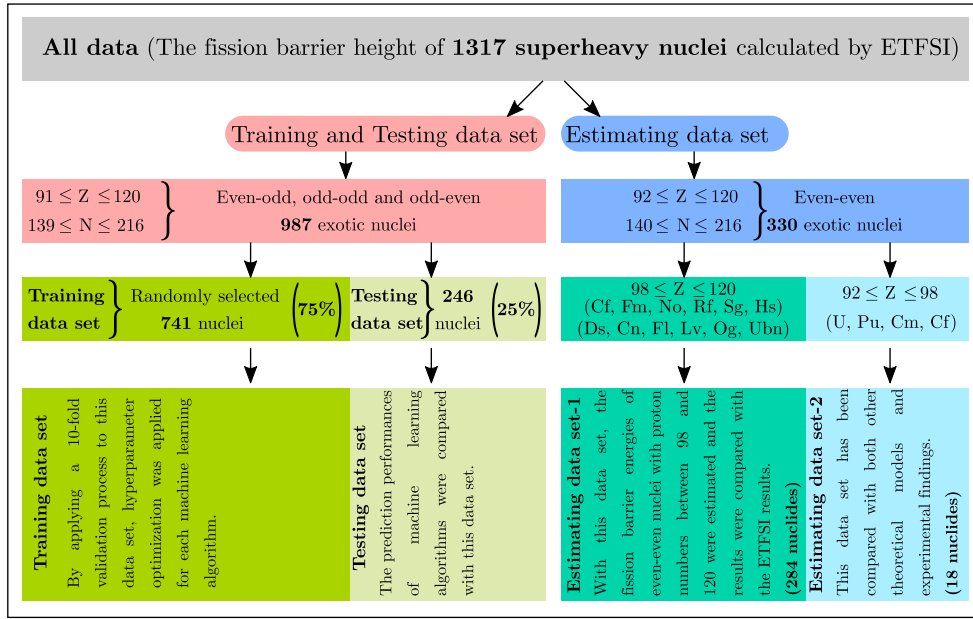 All data (The fission barrier height of 1317 superheavy nuclei calculated by ETFSI)
Training and Testing data set
Estimating data set
91 ≤ Z ≤120
139 ≤ N ≤ 216
Even-odd, odd-odd and odd-even
987 exotic nuclei
92 ≤ Z ≤120
140 ≤ N ≤ 216
Even-even
330 exotic nuclei
Training
data set
Randomly selected
741 nuclei
(75%)
Testing
data set
246
nuclei
(25%)
98 ≤ Z ≤120
(Cf, Fm, No, Rf, Sg, Hs)
(Ds, Cn, Fl, Lv, Og, Ubn)
92 ≤ Z ≤98
(U, Pu, Cm, Cf)
Training data set
By applying a 10-fold
validation process to this
data set, hyperparameter
optimization was applied
for each machine learning
algorithm.
Testing data set
The prediction performances
of machine learning
algorithms were compared
with this data set.
Estimating data set-1
With this data set, the
fission barrier energies of
even-even nuclei with proton
numbers between 98 and
120 were estimated and the
results were compared with
the ETFSI results.
(284 nuclides)
Estimating data set-2
This data set has been
compared with both other
theoretical models and
experimental findings.
(18 nuclides)